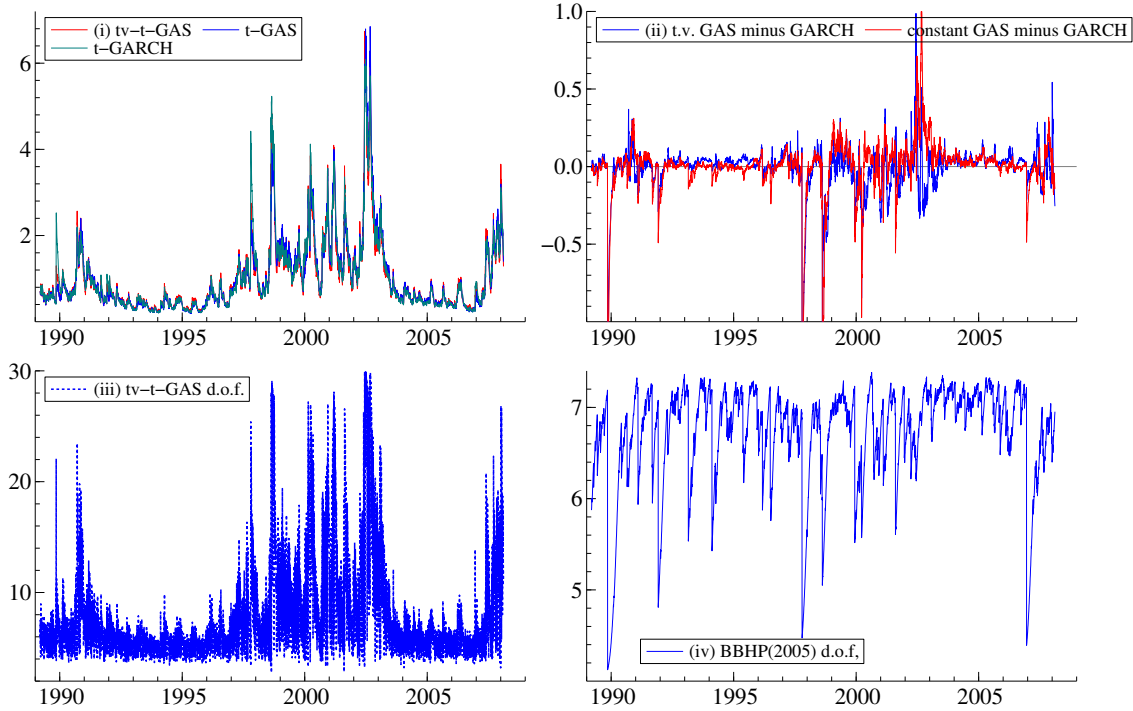 (i) tv-t-GAS t-GAS
t-GARCH
6
4
2
1990 1995 2000 2005
(ii) t.v. GAS minus GARCH constant GAS minus GARCH
1.0
0.5
0.0
-0.5
1990 1995 2000 2005
(iii) tv-t-GAS d.o.f.
30
20
10
1990 1995 2000 2005
7
6
5
(iv) BBHP(2005) d.o.f,
1990 1995 2000 2005